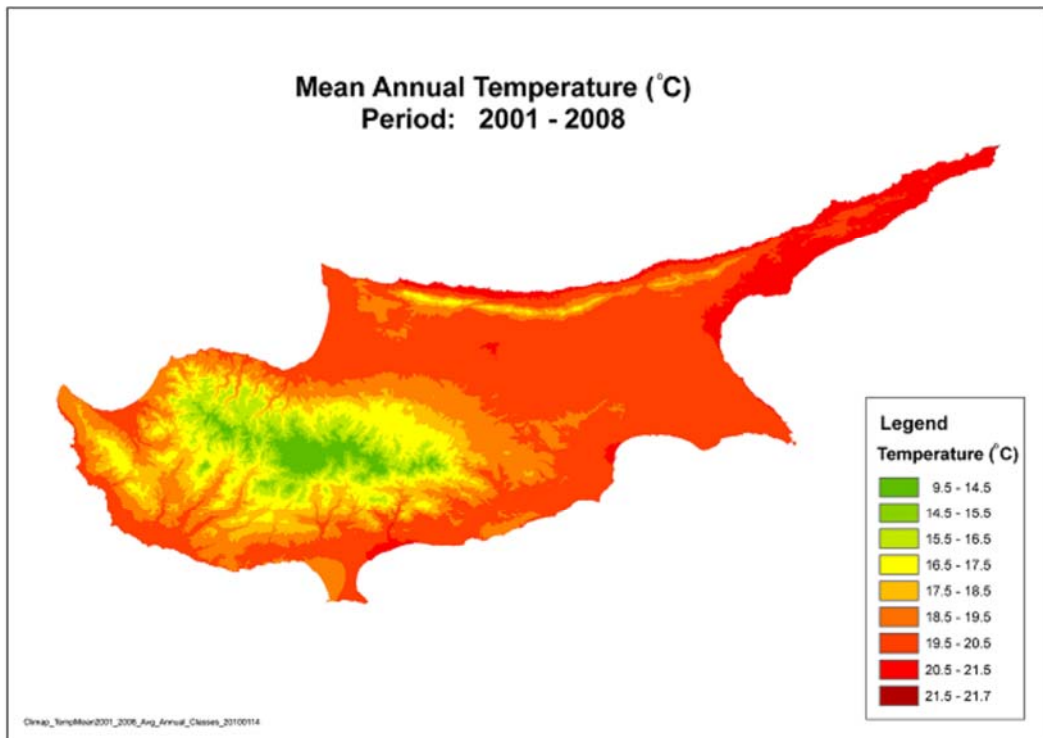 Mean Annual Temperature (°C)
Period: 2001 - 2008
Legend
Temperature (°C)
9.5 - 14.5
14.5 - 15.5
15.5 - 16.5
16.5 - 17.5
17.5 - 18.5
18.5 - 19.5
19.5 - 20.5
20.5 - 21.5
21.5 - 21.7
Climap_TempMean2001_2008_Avg_Annual_Classes_20100114